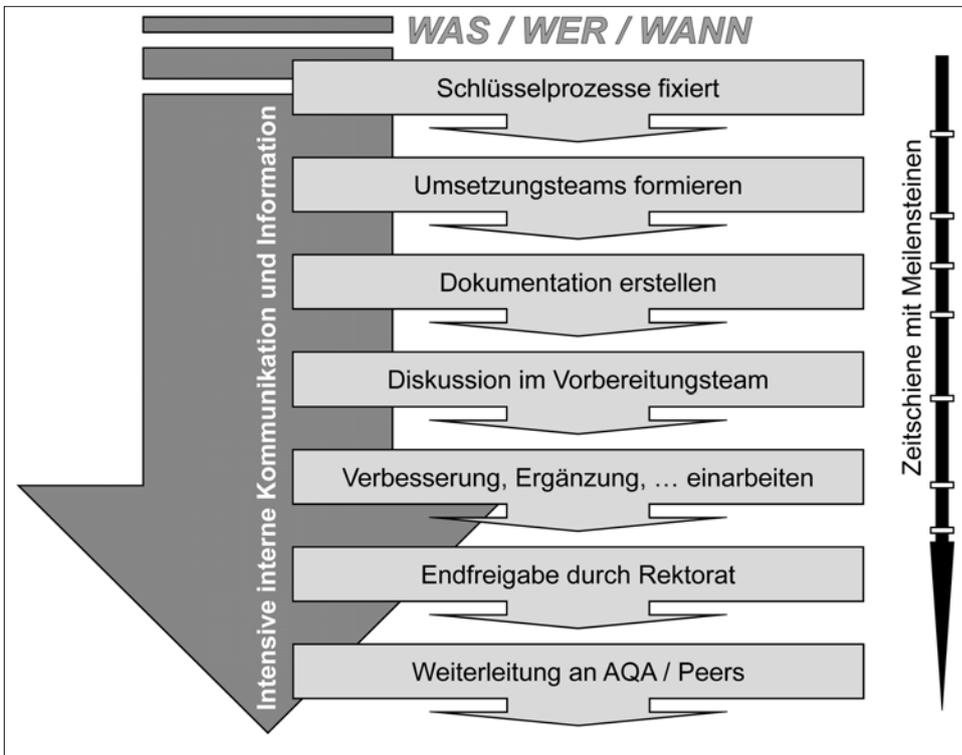 WAS / WER / WANN
Schlüsselprozesse fixiert
Umsetzungsteams formieren
Dokumentation erstellen
Diskussion im Vorbereitungsteam
Verbesserung, Ergänzung, … einarbeiten
Endfreigabe durch Rektorat
Weiterleitung an AQA / Peers
Intensive interne Kommunikation und Information
Zeitschiene mit Meilensteinen